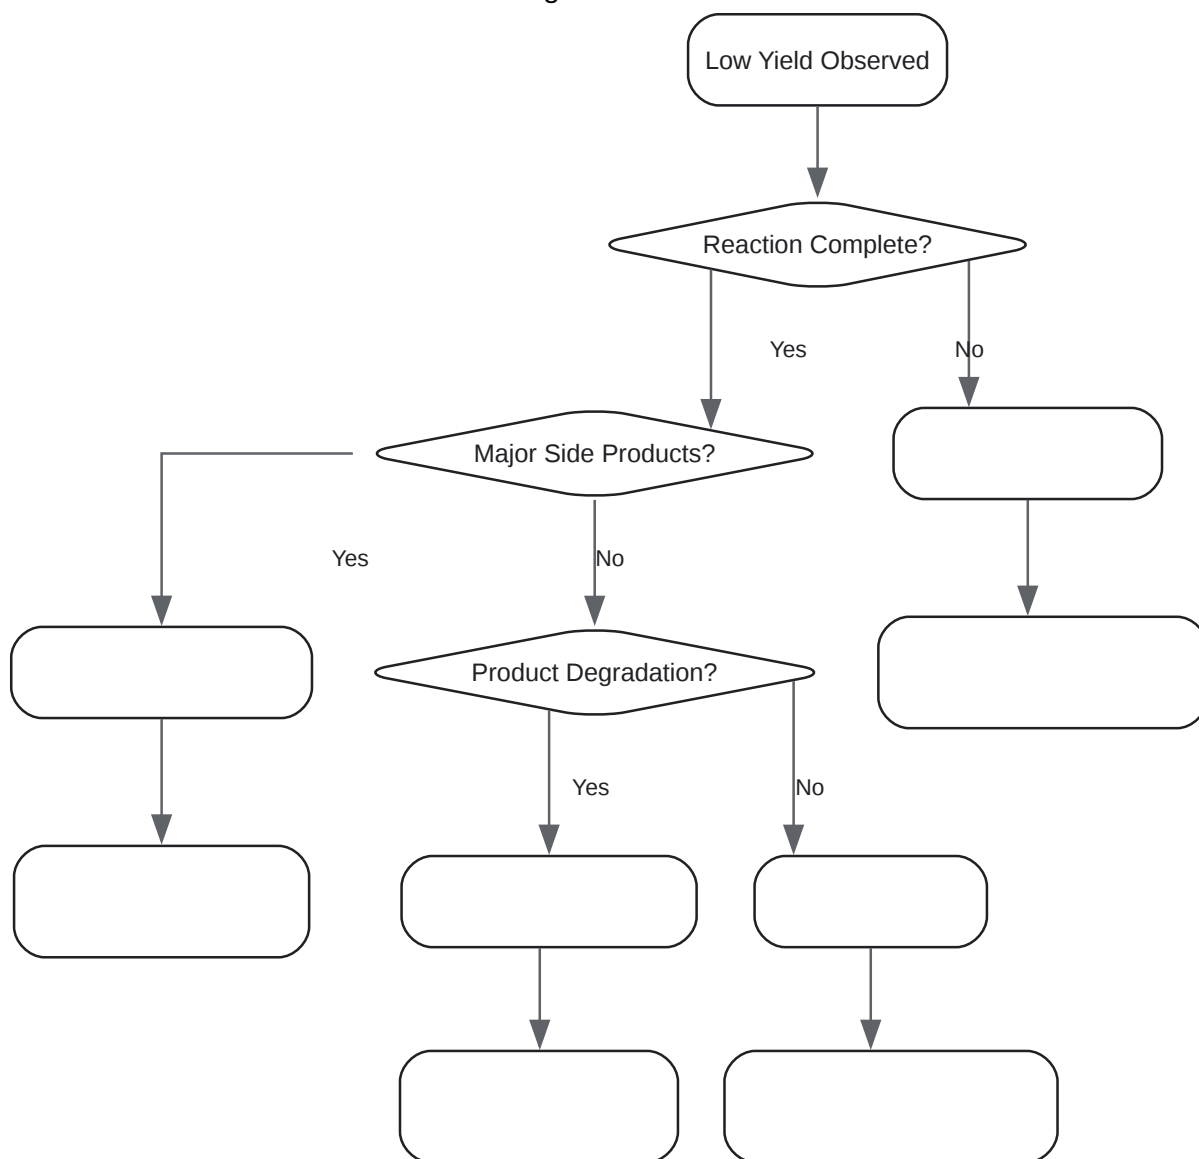 Low Yield Observed
Reaction Complete?
Yes
No
Major Side Products?
Yes
No
Product Degradation?
Yes
No